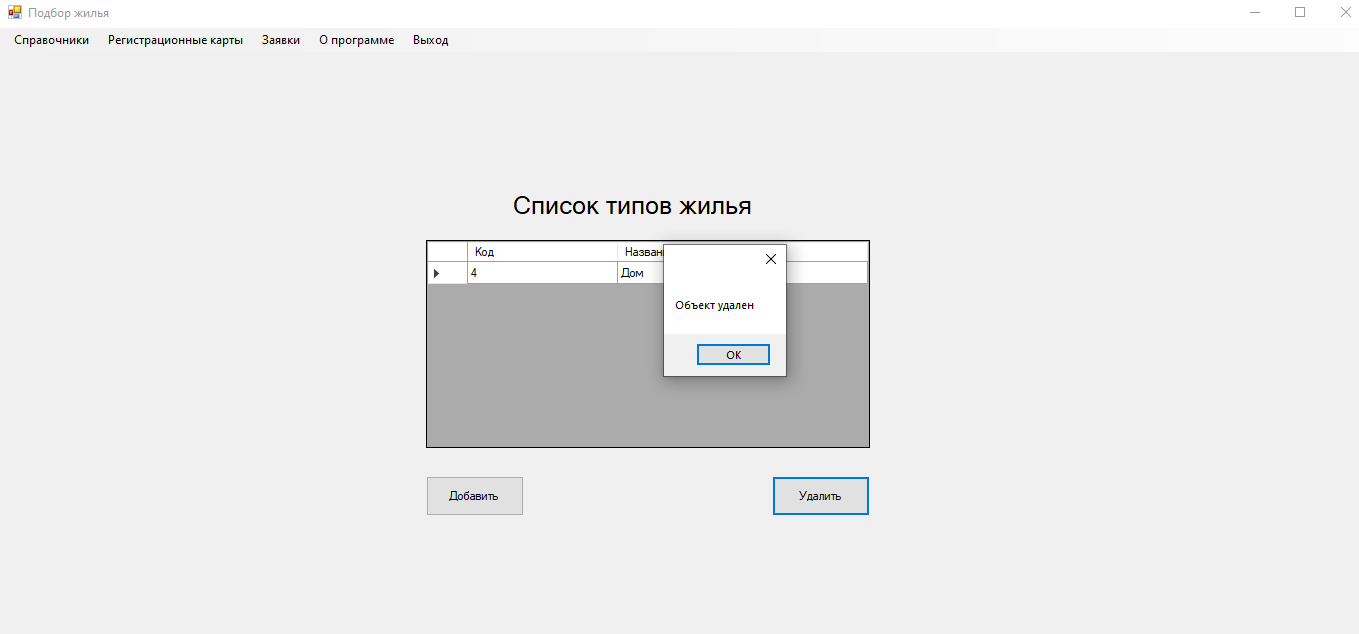 Подбор жилья
Справочники Регистрационные карты Заявки О программе Выход
Список типов жилья
Код Назван
4 Дом
Объект удален
OK
Добавить Удалить